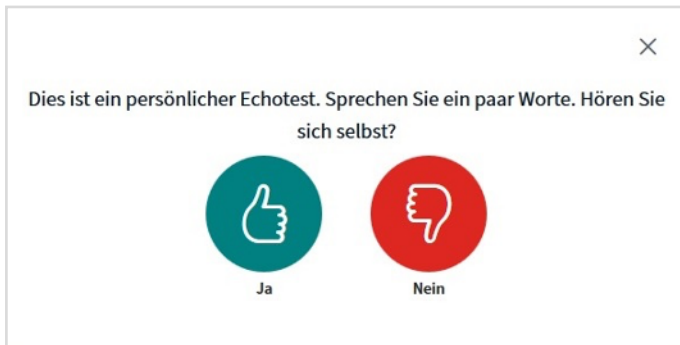 Dies ist ein persönlicher Echotest. Sprechen Sie ein paar Worte. Hören Sie
sich selbst?
Ja
Nein